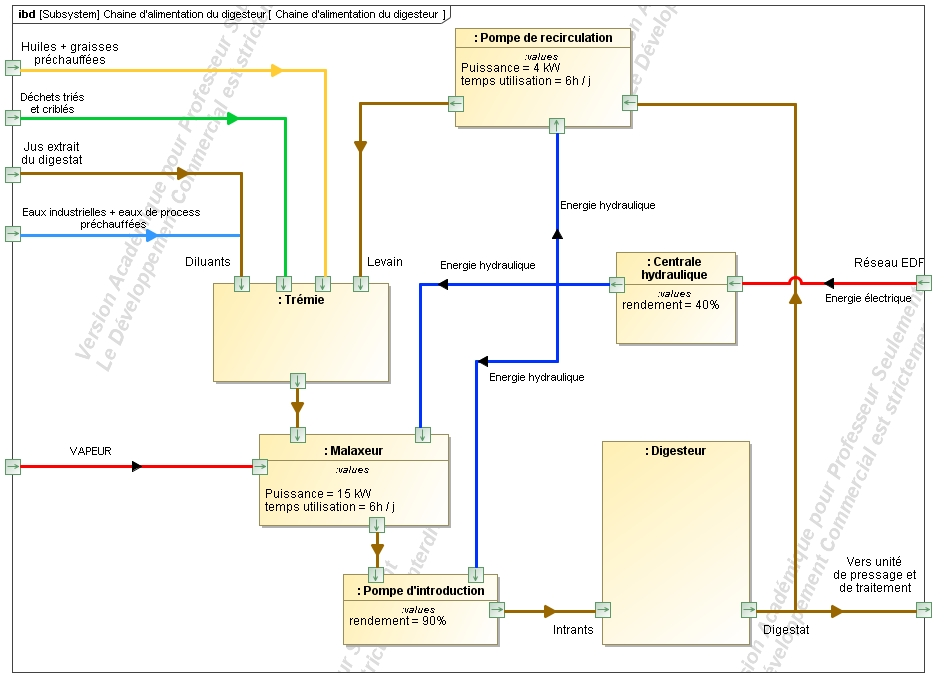 ibd [Subsystem] Chaine d'alimentation du digesteur [ Chaine d'alimentation du digesteur ]
Huiles + graisses
préchauffées
Déchets triés
et criblés
Jus extrait
du digestat
Eaux industrielles + eaux de process
préchauffées
Diluants
Levain
: Pompe de recirculation
:values
Puissance = 4 kW
temps utilisation = 6h / j
Energie hydraulique
Energie hydraulique
Energie hydraulique
: Centrale
hydraulique
:values
rendement = 40%
Réseau EDF
Energie électrique
: Trémie
VAPEUR
: Malaxeur
:values
Puissance = 15 kW
temps utilisation = 6h / j
: Pompe d'introduction
:values
rendement = 90%
Intrants
: Digesteur
Digestat
Vers unité
de pressage et
de traitement
Version Académique pour Professeur Seulement
Le Développement Commercial est strictement